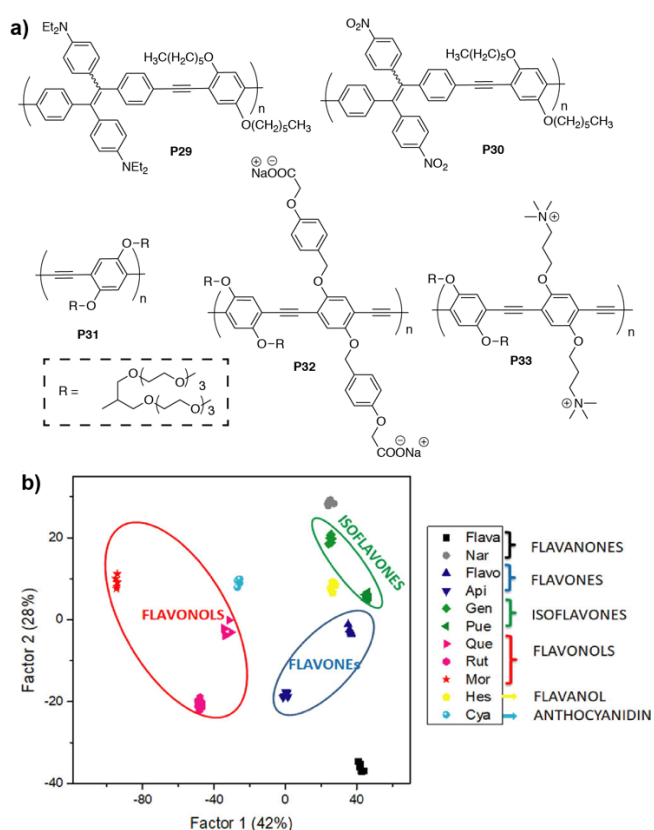 a)
Et2N
H3C(H2C)5O
n
O(CH2)5CH3
NEt2
P29
O2N
H3C(H2C)5O
n
O(CH2)5CH3
NO2
P30
⊕ ⊖
NaOOC
O
O
O
O
COONa
⊖ ⊕
RO
O-R
n
P32
O-R
RO
n
P31
R =
O O 3
O O 3
N
⊕
O
RO
O-R
O
N
⊕
n
P33
b)
Factor 2 (28%)
20
0
-20
-40
-80
-40
0
40
Factor 1 (42%)
FLAVONOLS
ISOFLAVONES
FLAVONEs
Flava
Nar
FLAVANONES
Flavo
Api
FLAVONES
Gen
Pue
ISOFLAVONES
Que
Rut
Mor
FLAVONOLS
Hes
FLAVANOL
Cya
ANTHOCYANIDIN